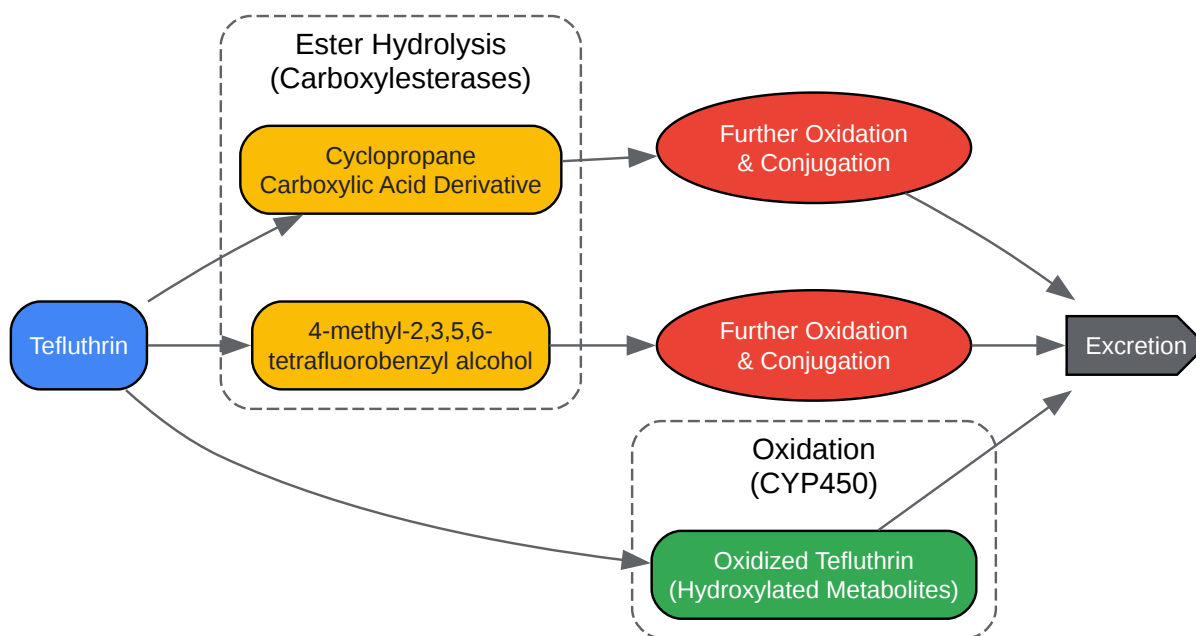 Ester Hydrolysis
(Carboxylesterases)
Cyclopropane
Carboxylic Acid Derivative
Further Oxidation
& Conjugation
Tefluthrin
4-methyl-2,3,5,6-
tetrafluorobenzyl alcohol
Further Oxidation
& Conjugation
Excretion
Oxidation
(CYP450)
Oxidized Tefluthrin
(Hydroxylated Metabolites)